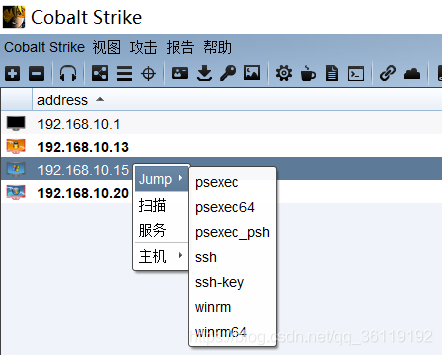 Cobalt Strike
Cobalt Strike 视图 攻击 报告 帮助
address
192.168.10.1
192.168.10.13
192.168.10.15
192.168.10.20
Jump
扫描
服务
主机
psexec
psexec64
psexec_psh
ssh
ssh-key
winrm
winrm64
https://blog.csdn.net/qq_36119192